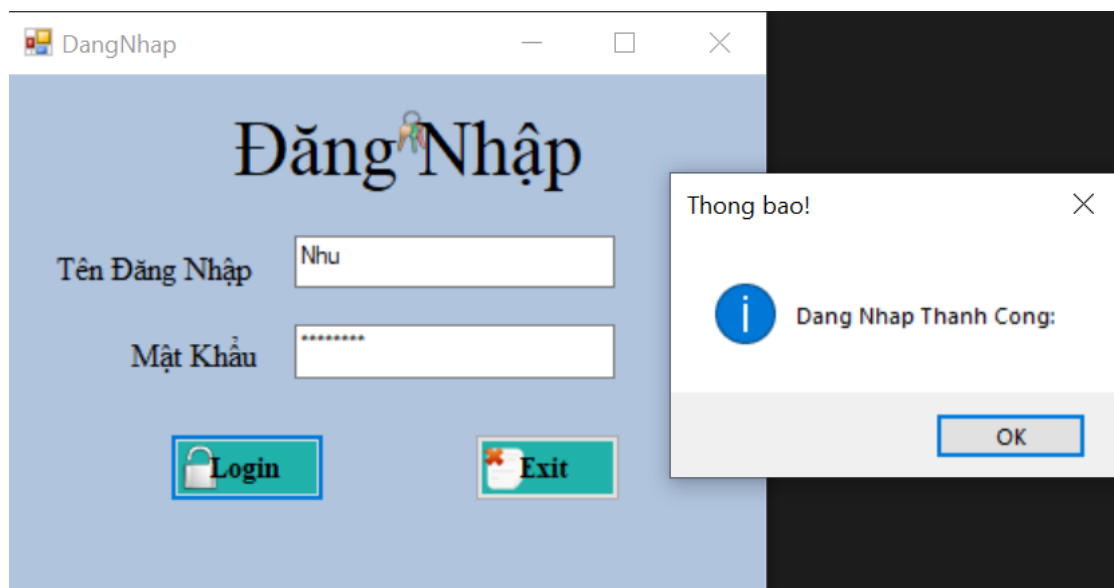 DangNhap
Đăng Nhập
Tên Đăng Nhập
Nhu
Mật Khẩu
********
Login
Exit
Thong bao!
Dang Nhap Thanh Cong:
OK